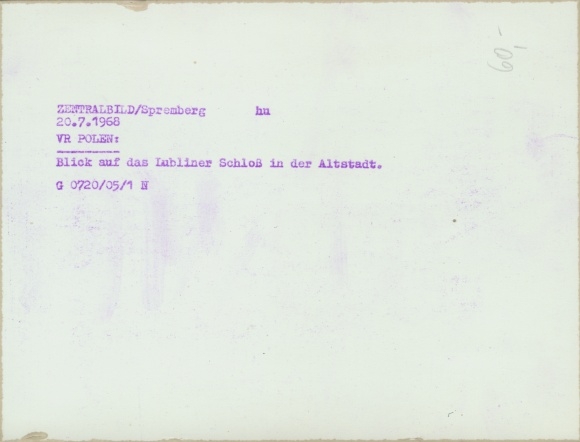 60,-
ZENTRALBILD/Spremberg hu
20.7.1968
VR POLEN:
Blick auf das Lubliner Schloß in der Altstadt.
G 0720/05/1 N